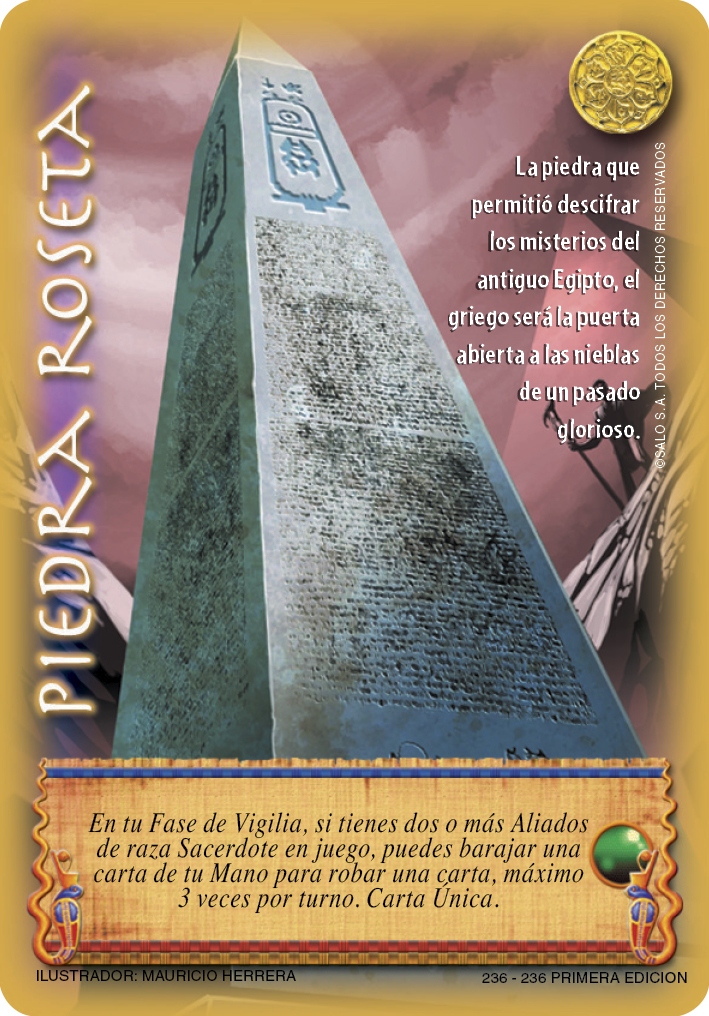 PIEDRA ROSETA
La piedra que
permitió descifrar
los misterios del
antiguo Egipto, el
griego será la puerta
abierta a las nieblas
de un pasado
glorioso.
©SALO S.A. TODOS LOS DERECHOS RESERVADOS
En tu Fase de Vigilia, si tienes dos o más Aliados
de raza Sacerdote en juego, puedes barajar una
carta de tu Mano para robar una carta, máximo
3 veces por turno. Carta Única.
ILUSTRADOR: MAURICIO HERRERA
236 - 236 PRIMERA EDICION